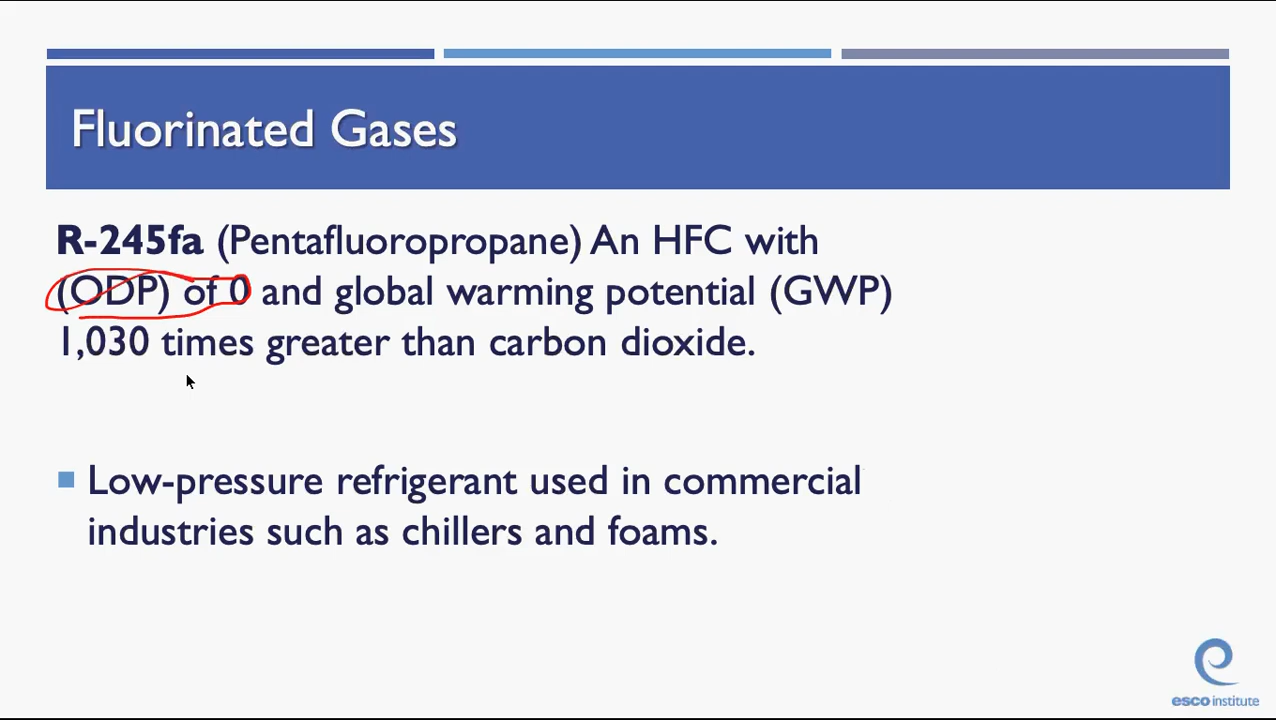 Fluorinated Gases
R-245fa (Pentafluoropropane) An HFC with
(ODP) of 0 and global warming potential (GWP)
1,030 times greater than carbon dioxide.
Low-pressure refrigerant used in commercial
industries such as chillers and foams.
esco institute